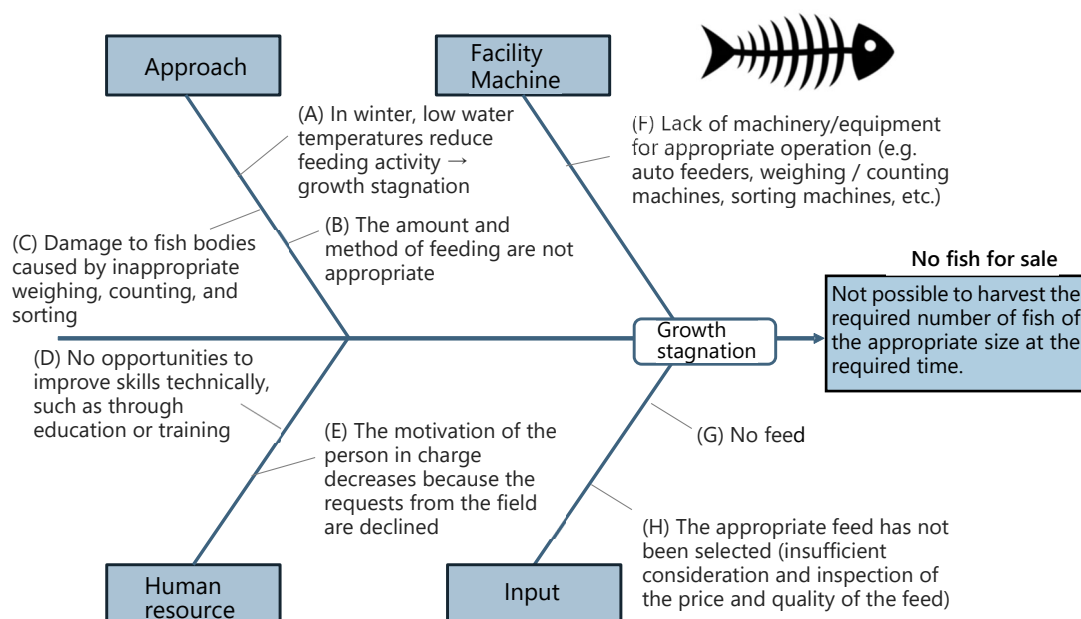 Approach
Facility
Machine
(A) In winter, low water
temperatures reduce
feeding activity →
growth stagnation
(F) Lack of machinery/equipment
for appropriate operation (e.g.
auto feeders, weighing / counting
machines, sorting machines, etc.)
(B) The amount and
method of feeding are not
appropriate
(C) Damage to fish bodies
caused by inappropriate
weighing, counting, and
sorting
No fish for sale
Not possible to harvest the
required number of fish of
the appropriate size at the
required time.
Growth
stagnation
(D) No opportunities to
improve skills technically,
such as through
education or training
(E) The motivation of the
person in charge
decreases because the
requests from the field
are declined
(G) No feed
(H) The appropriate feed has not
been selected (insufficient
consideration and inspection of
the price and quality of the feed)
Human
resource
Input